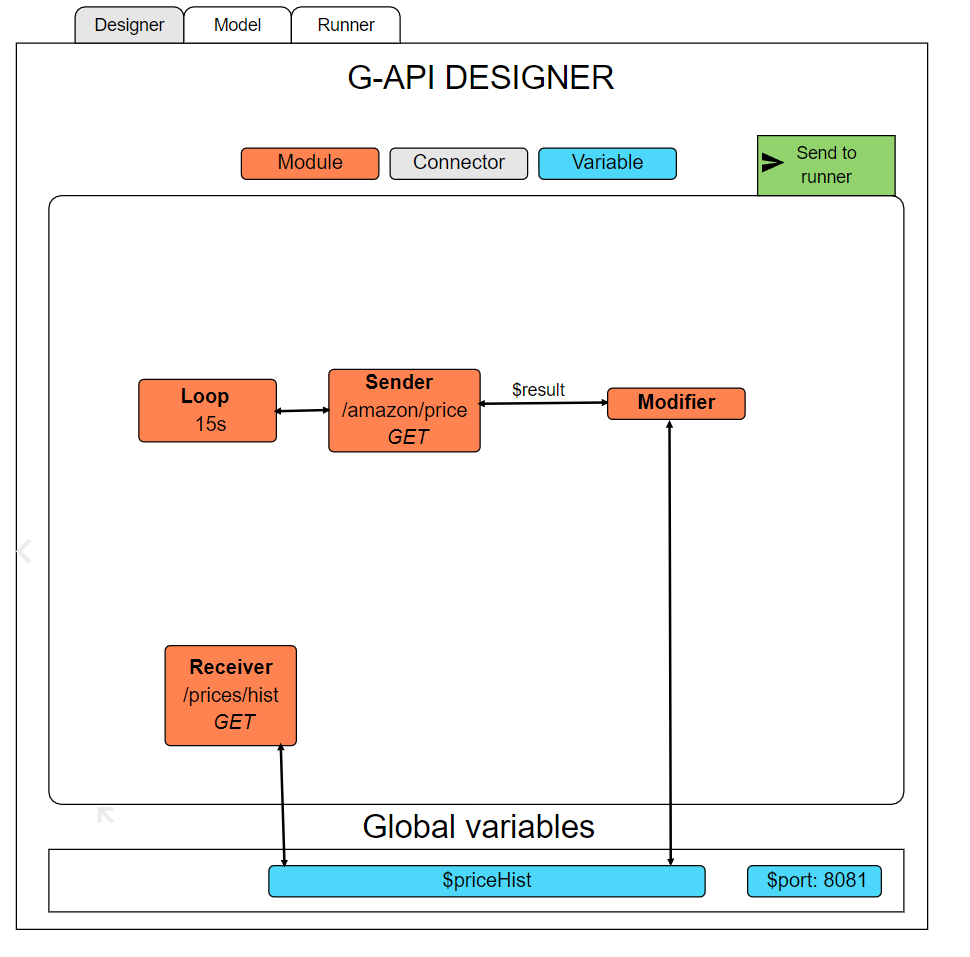 Designer
Model
Runner
G-API DESIGNER
Module
Connector
Variable
Send to
runner
Loop
15s
Sender
/amazon/price
GET
$result
Modifier
Receiver
/prices/hist
GET
Global variables
$priceHist
$port: 8081